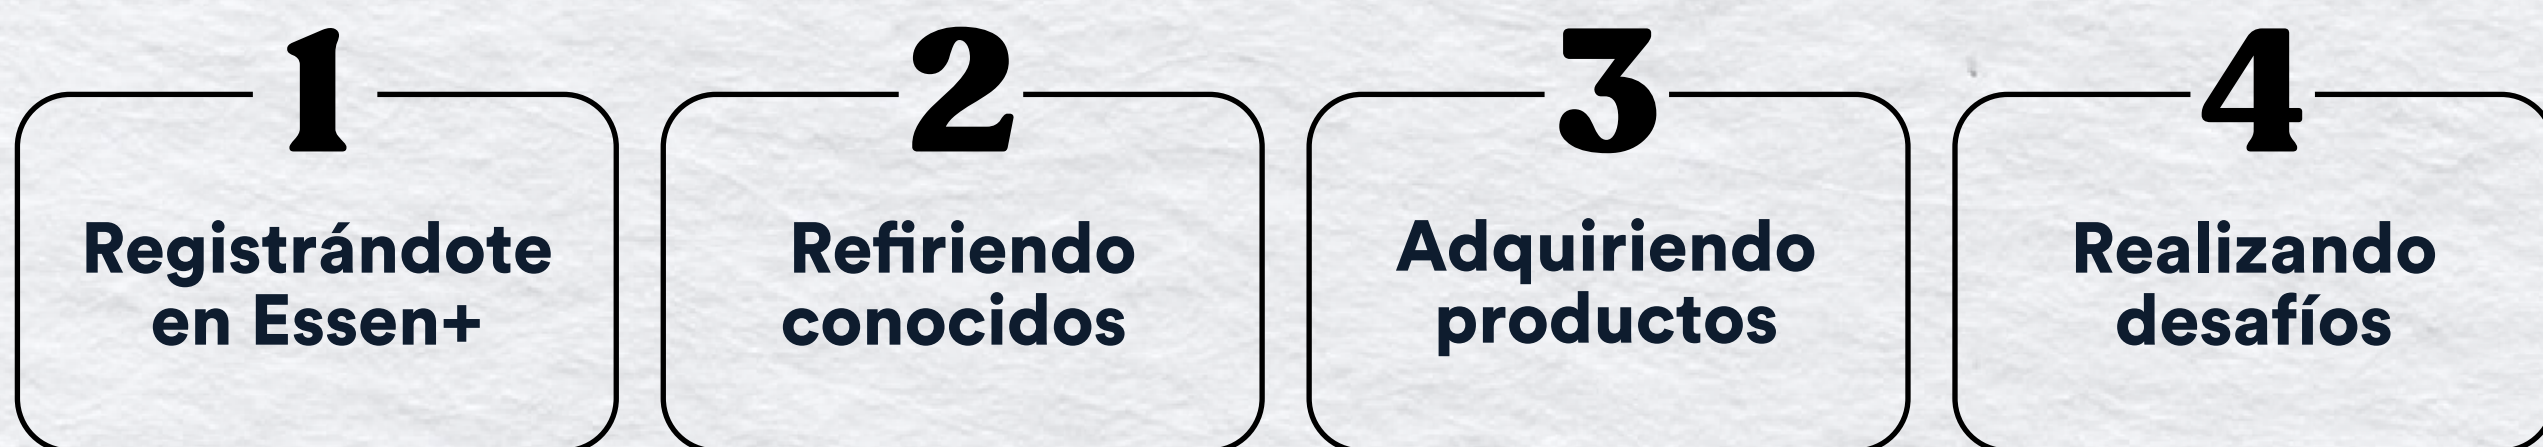 1
Registrándote
en Essen+
2
Refiriendo
conocidos
3
Adquiriendo
productos
4
Realizando
desafíos